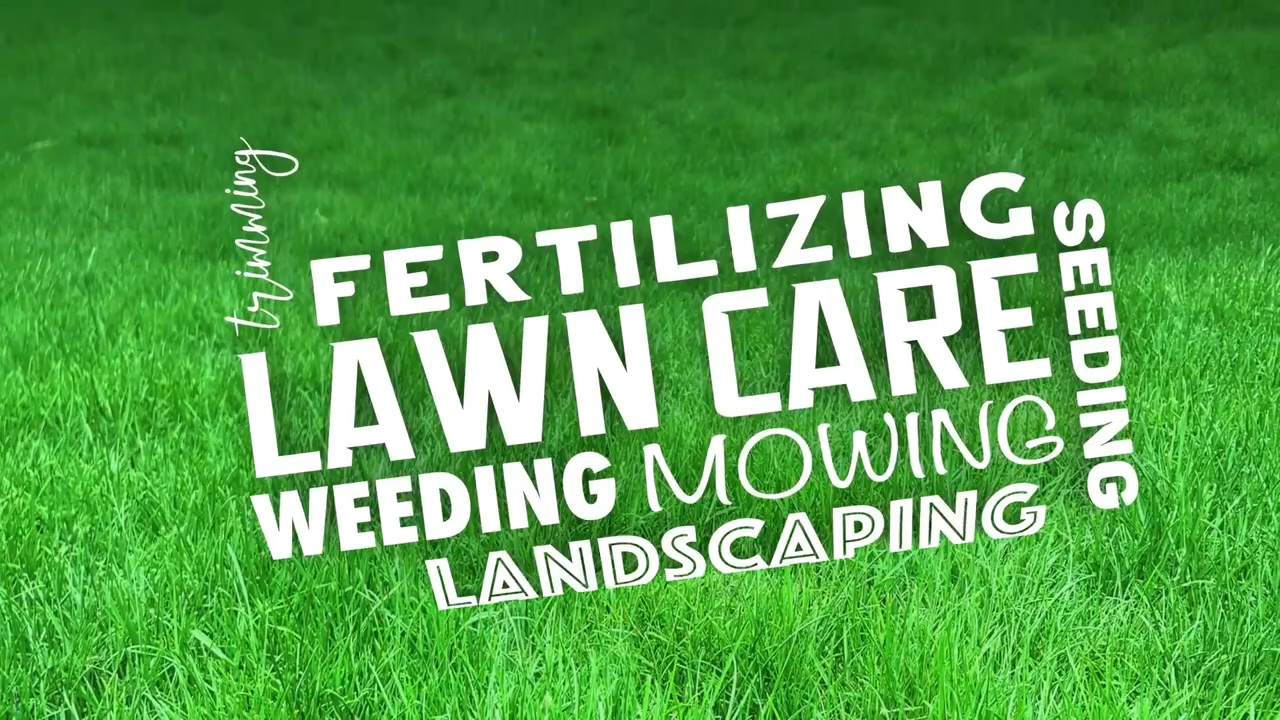 trimming
FERTILIZING
LAWN CARE
SEEDING
WEEDING MOWING
LANDSCAPING